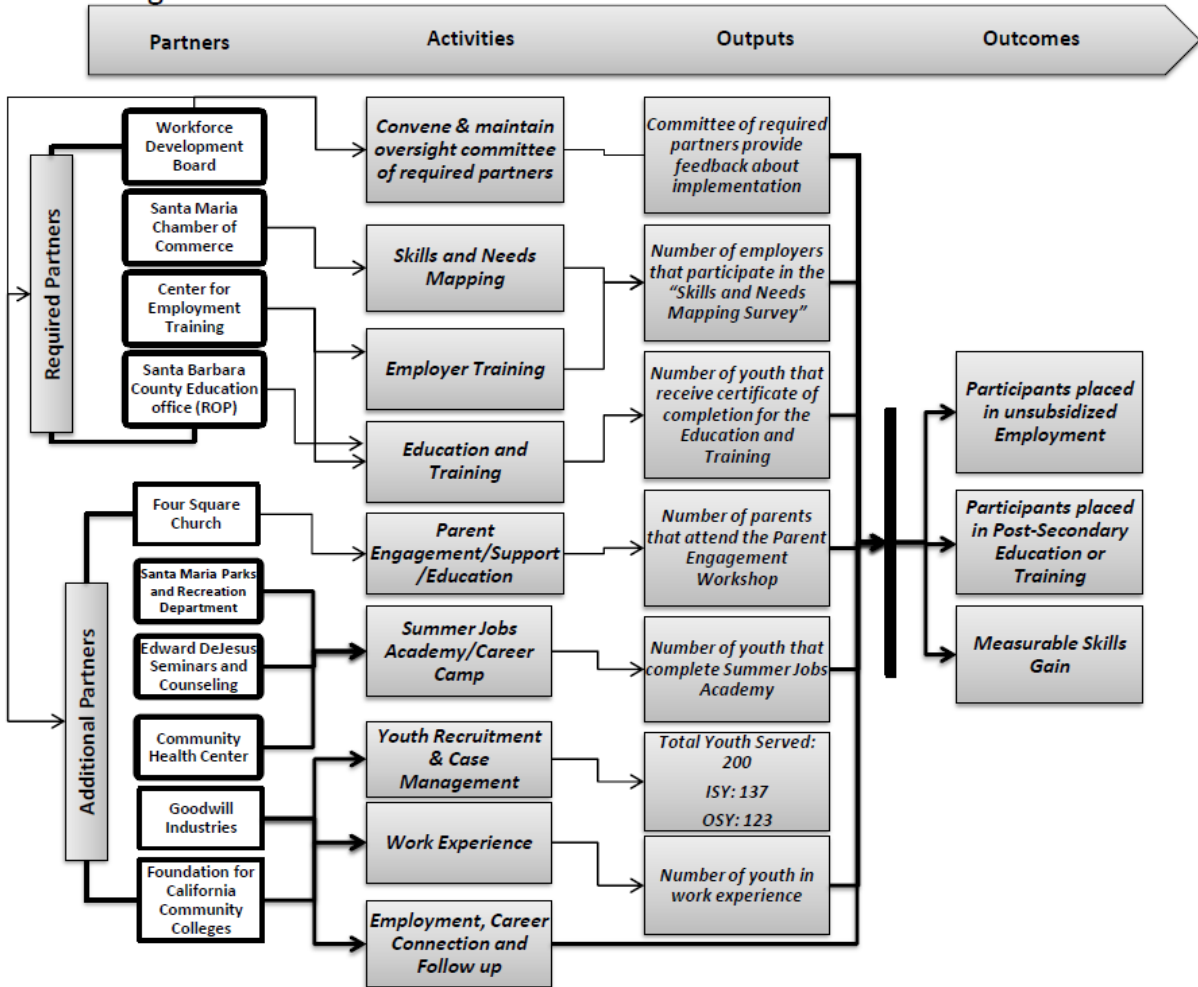 Partners
Activities
Outputs
Outcomes
Required Partners
Workforce
Development
Board
Santa Maria
Chamber of
Commerce
Center for
Employment
Training
Santa Barbara
County Education
office (ROP)
Additional Partners
Four Square
Church
Santa Maria Parks
and Recreation
Department
Edward DeJesus
Seminars and
Counseling
Community
Health Center
Goodwill
Industries
Foundation for
California
Community
Colleges
Convene & maintain
oversight committee
of required partners
Skills and Needs
Mapping
Employer Training
Education and
Training
Parent
Engagement/Support
/Education
Summer Jobs
Academy/Career
Camp
Youth Recruitment
& Case
Management
Work Experience
Employment, Career
Connection and
Follow up
Committee of required
partners provide
feedback about
implementation
Number of employers
that participate in the
“Skills and Needs
Mapping Survey”
Number of youth that
receive certificate of
completion for the
Education and
Training
Number of parents
that attend the Parent
Engagement
Workshop
Number of youth that
complete Summer Jobs
Academy
Total Youth Served:
200
ISY: 137
OSY: 123
Number of youth in
work experience
Participants placed
in unsubsidized
Employment
Participants placed
in Post-Secondary
Education or
Training
Measurable Skills
Gain